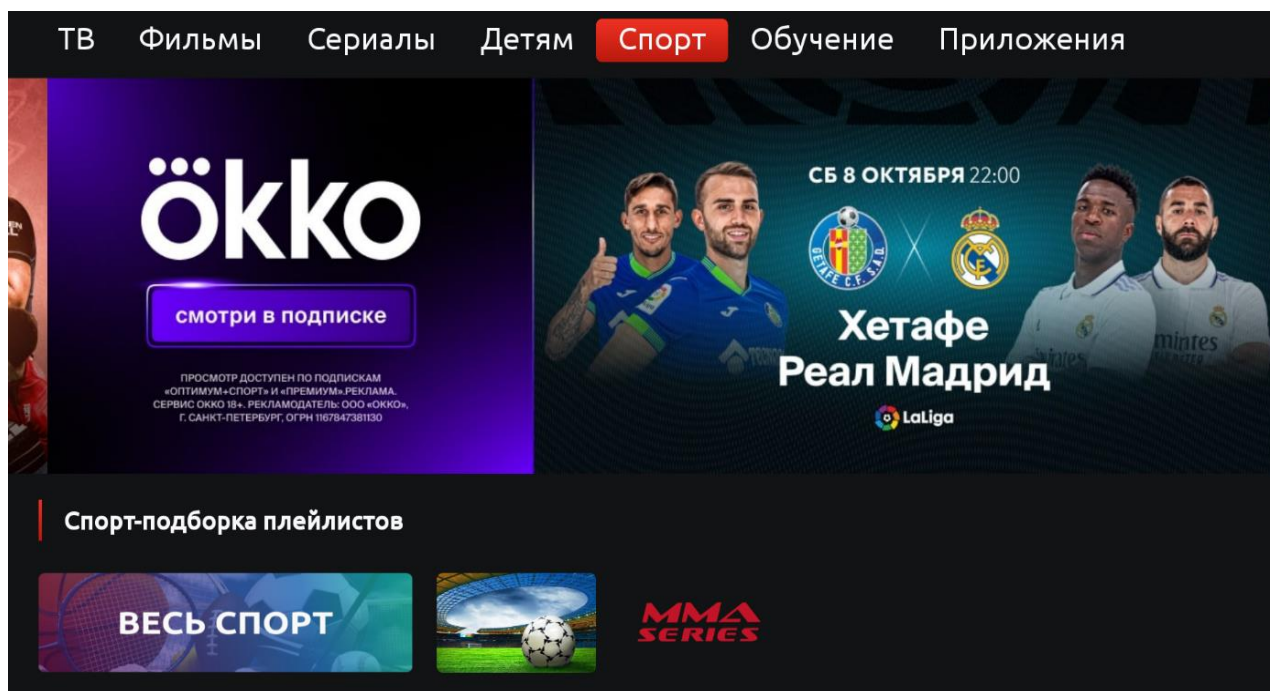 ТВ Фильмы Сериалы Детям Спорт Обучение Приложения
ökko
смотри в подписке
ПРОСМОТР ДОСТУПЕН ПО ПОДПИСКАМ
«ОПТИМУМ+СПОРТ» И «ПРЕМИУМ».РЕКЛАМА.
СЕРВИС ОККО 18+. РЕКЛАМОДАТЕЛЬ: ООО «ОККО»,
Г. САНКТ-ПЕТЕРБУРГ, ОГРН 1167847381130
СБ 8 ОКТЯБРЯ 22:00
GETAFE C.F. S.A.D.
Хетафе
Реал Мадрид
LaLiga
Спорт-подборка плейлистов
ВЕСЬ СПОРТ
MMA
SERIES